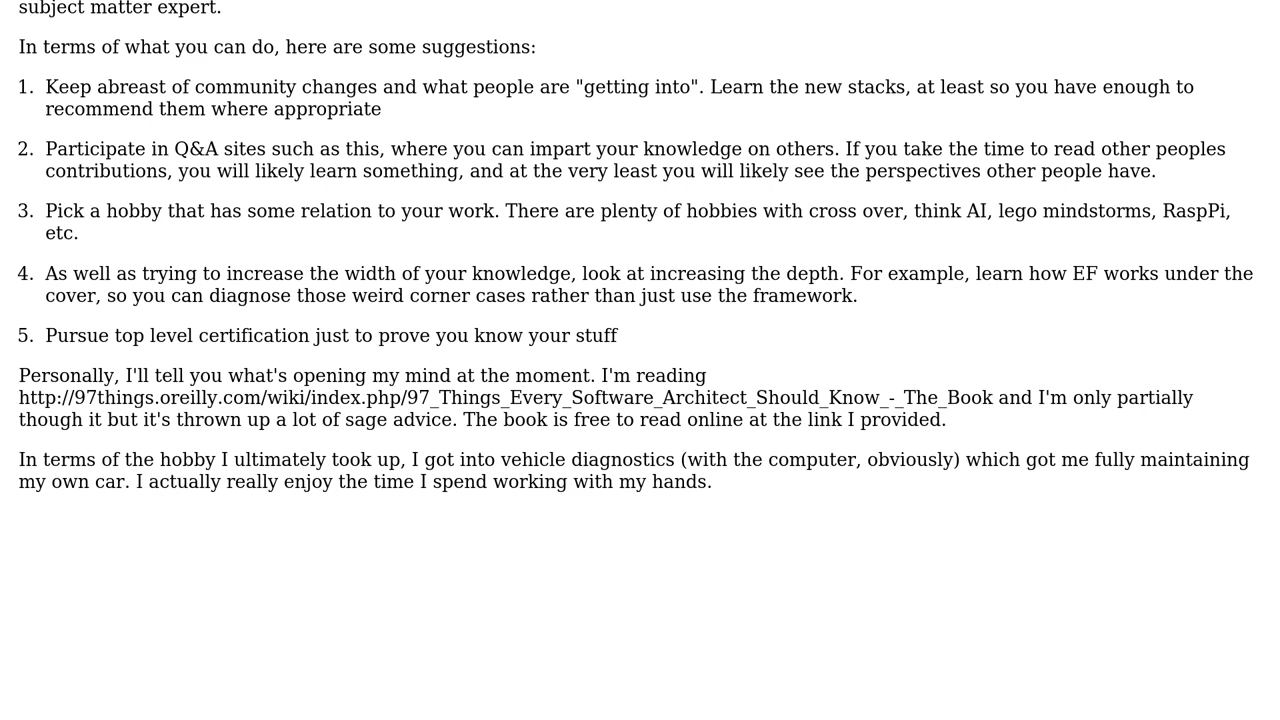 subject matter expert.
In terms of what you can do, here are some suggestions:
1. Keep abreast of community changes and what people are "getting into". Learn the new stacks, at least so you have enough to
recommend them where appropriate
2. Participate in Q&A sites such as this, where you can impart your knowledge on others. If you take the time to read other peoples
contributions, you will likely learn something, and at the very least you will likely see the perspectives other people have.
3. Pick a hobby that has some relation to your work. There are plenty of hobbies with cross over, think AI, lego mindstorms, RaspPi,
etc.
4. As well as trying to increase the width of your knowledge, look at increasing the depth. For example, learn how EF works under the
cover, so you can diagnose those weird corner cases rather than just use the framework.
5. Pursue top level certification just to prove you know your stuff
Personally, I'll tell you what's opening my mind at the moment. I'm reading
http://97things.oreilly.com/wiki/index.php/97_Things_Every_Software_Architect_Should_Know_-_The_Book and I'm only partially
though it but it's thrown up a lot of sage advice. The book is free to read online at the link I provided.
In terms of the hobby I ultimately took up, I got into vehicle diagnostics (with the computer, obviously) which got me fully maintaining
my own car. I actually really enjoy the time I spend working with my hands.